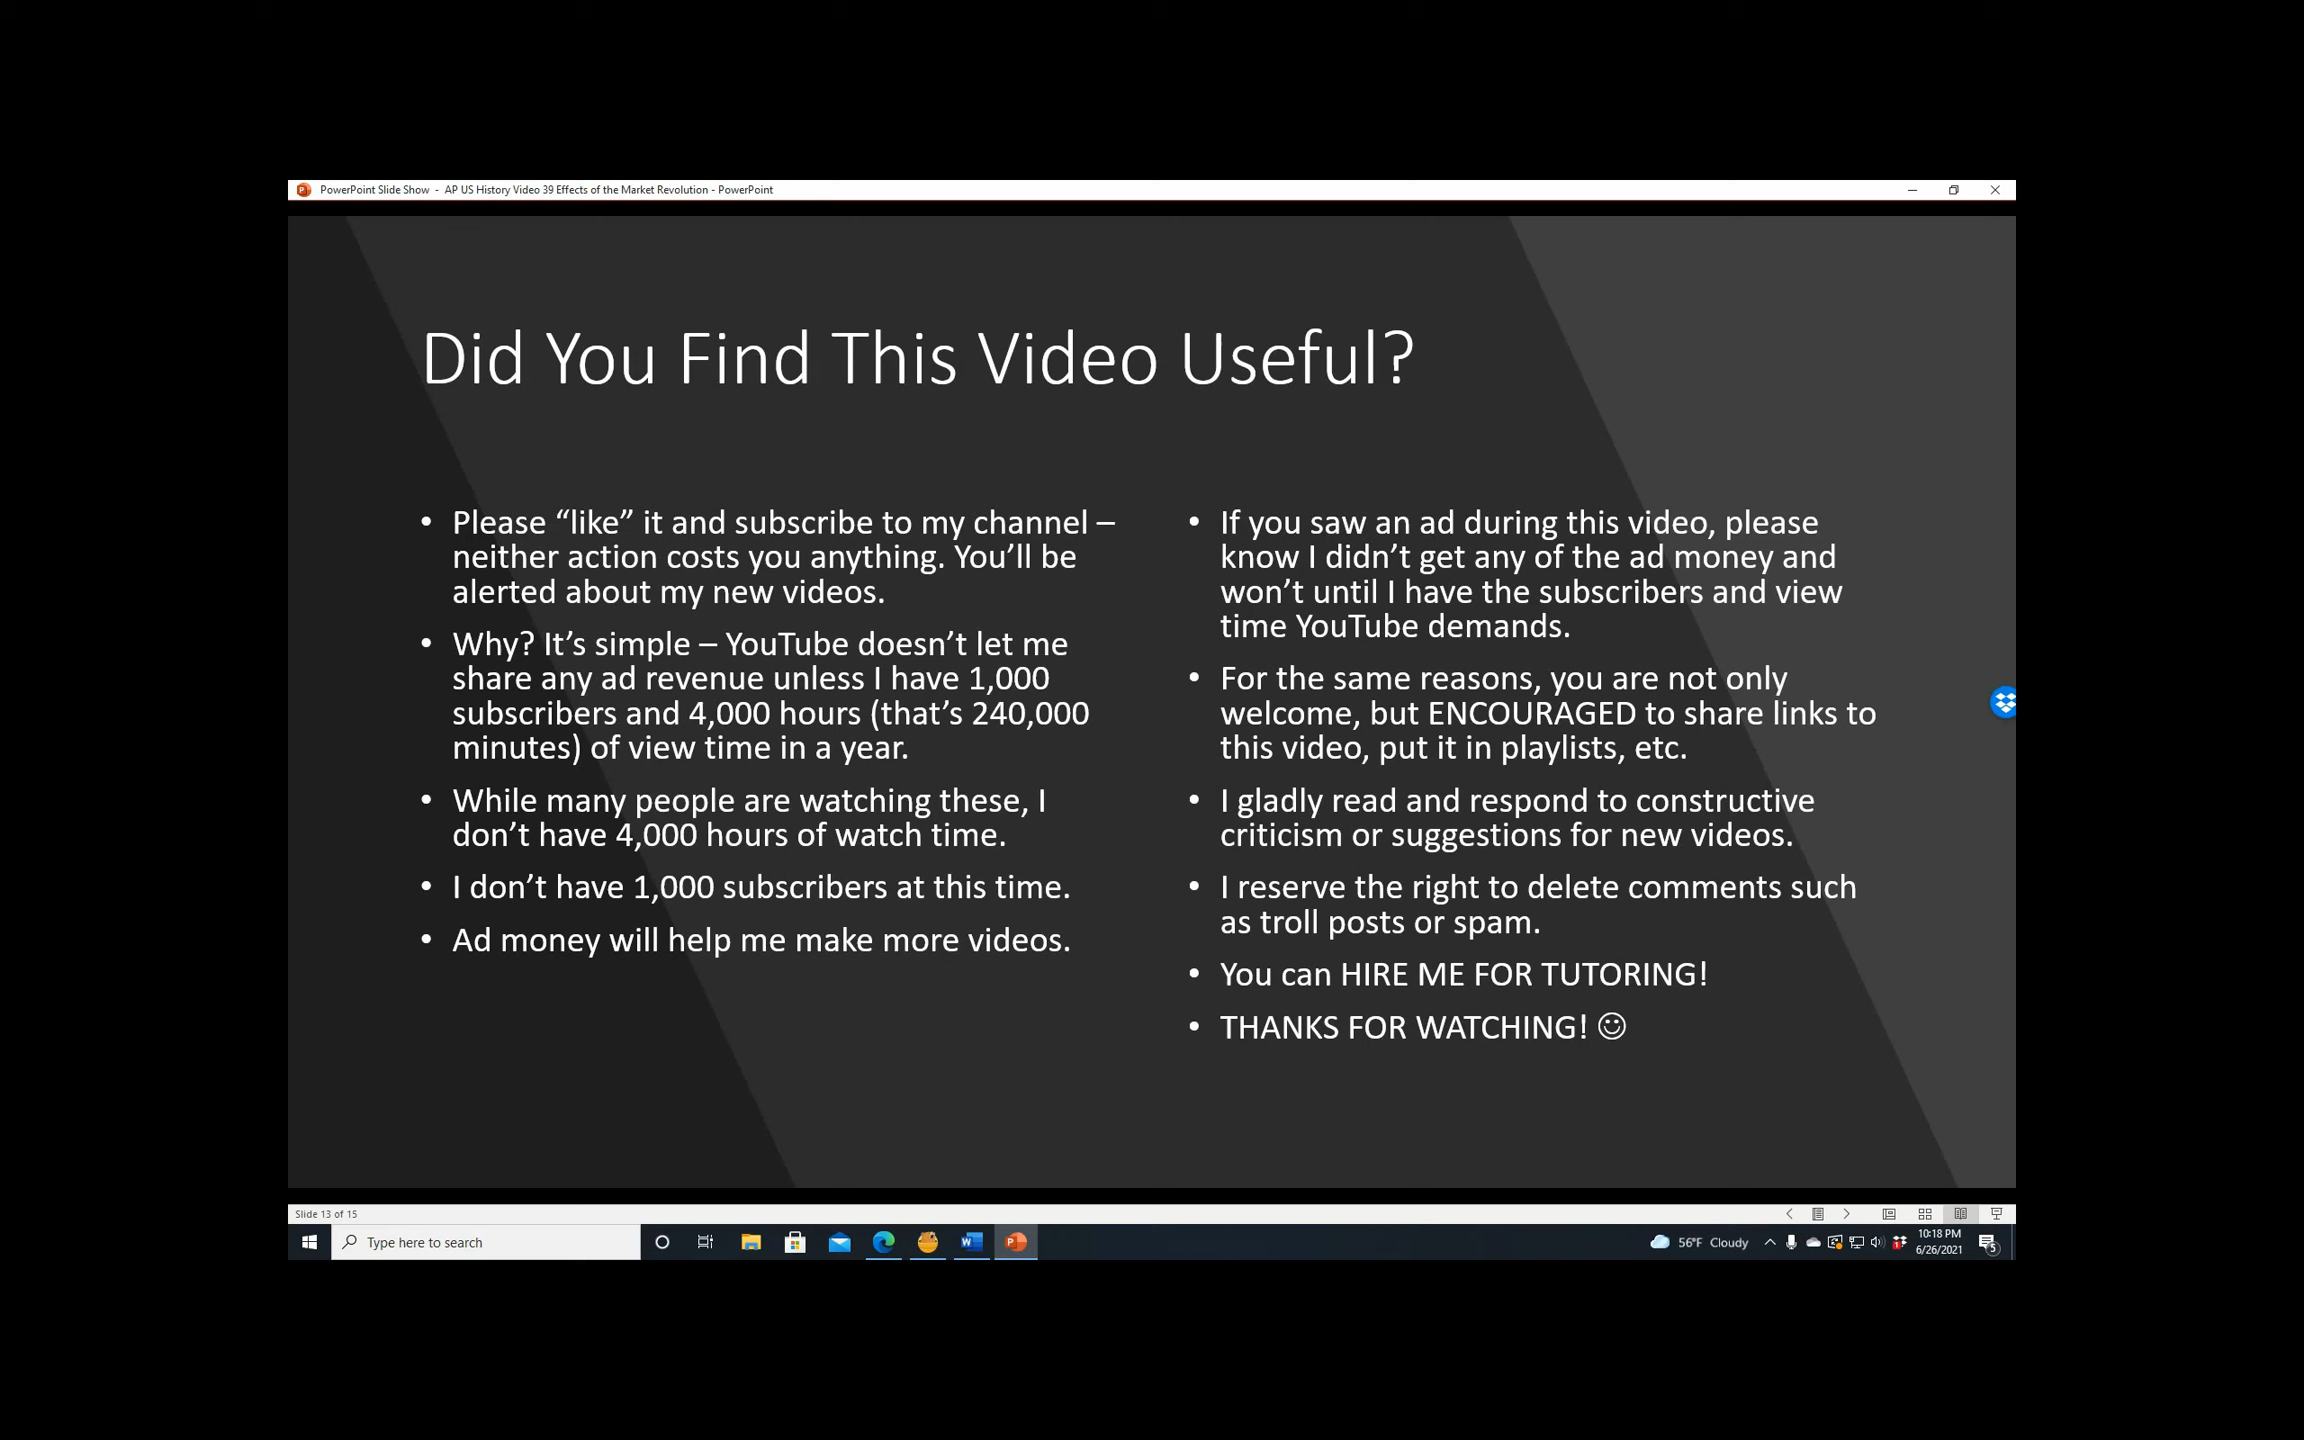 PowerPoint Slide Show - AP US History Video 39 Effects of the Market Revolution - PowerPoint
Did You Find This Video Useful?
• Please “like” it and subscribe to my channel –
neither action costs you anything. You’ll be
alerted about my new videos.
• Why? It’s simple – YouTube doesn’t let me
share any ad revenue unless I have 1,000
subscribers and 4,000 hours (that’s 240,000
minutes) of view time in a year.
• While many people are watching these, I
don’t have 4,000 hours of watch time.
• I don’t have 1,000 subscribers at this time.
• Ad money will help me make more videos.
• If you saw an ad during this video, please
know I didn’t get any of the ad money and
won’t until I have the subscribers and view
time YouTube demands.
• For the same reasons, you are not only
welcome, but ENCOURAGED to share links to
this video, put it in playlists, etc.
• I gladly read and respond to constructive
criticism or suggestions for new videos.
• I reserve the right to delete comments such
as troll posts or spam.
• You can HIRE ME FOR TUTORING!
• THANKS FOR WATCHING! ☺
Slide 13 of 15
Type here to search
56°F Cloudy
10:18 PM
6/26/2021
5